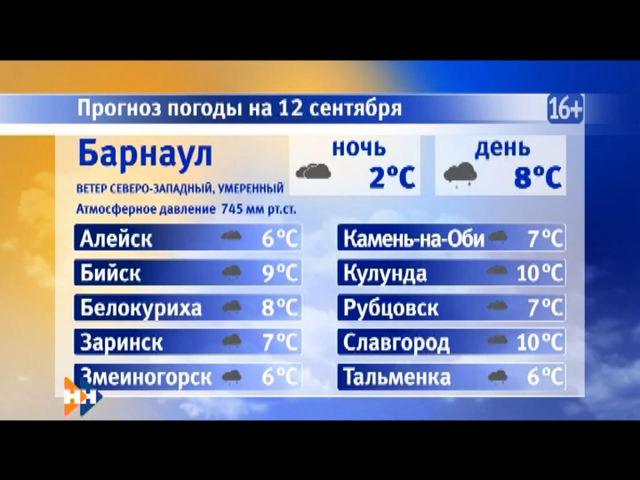 Прогноз погоды на 12 сентября 16+
Барнаул
ночь 2°C
день 8°C
ВЕТЕР СЕВЕРО-ЗАПАДНЫЙ, УМЕРЕННЫЙ
Атмосферное давление 745 мм рт.ст.
Алейск 6°C
Бийск 9°C
Белокуриха 8°C
Заринск 7°C
Змеиногорск 6°C
Камень-на-Оби 7°C
Кулунда 10°C
Рубцовск 7°C
Славгород 10°C
Тальменка 6°C
НН